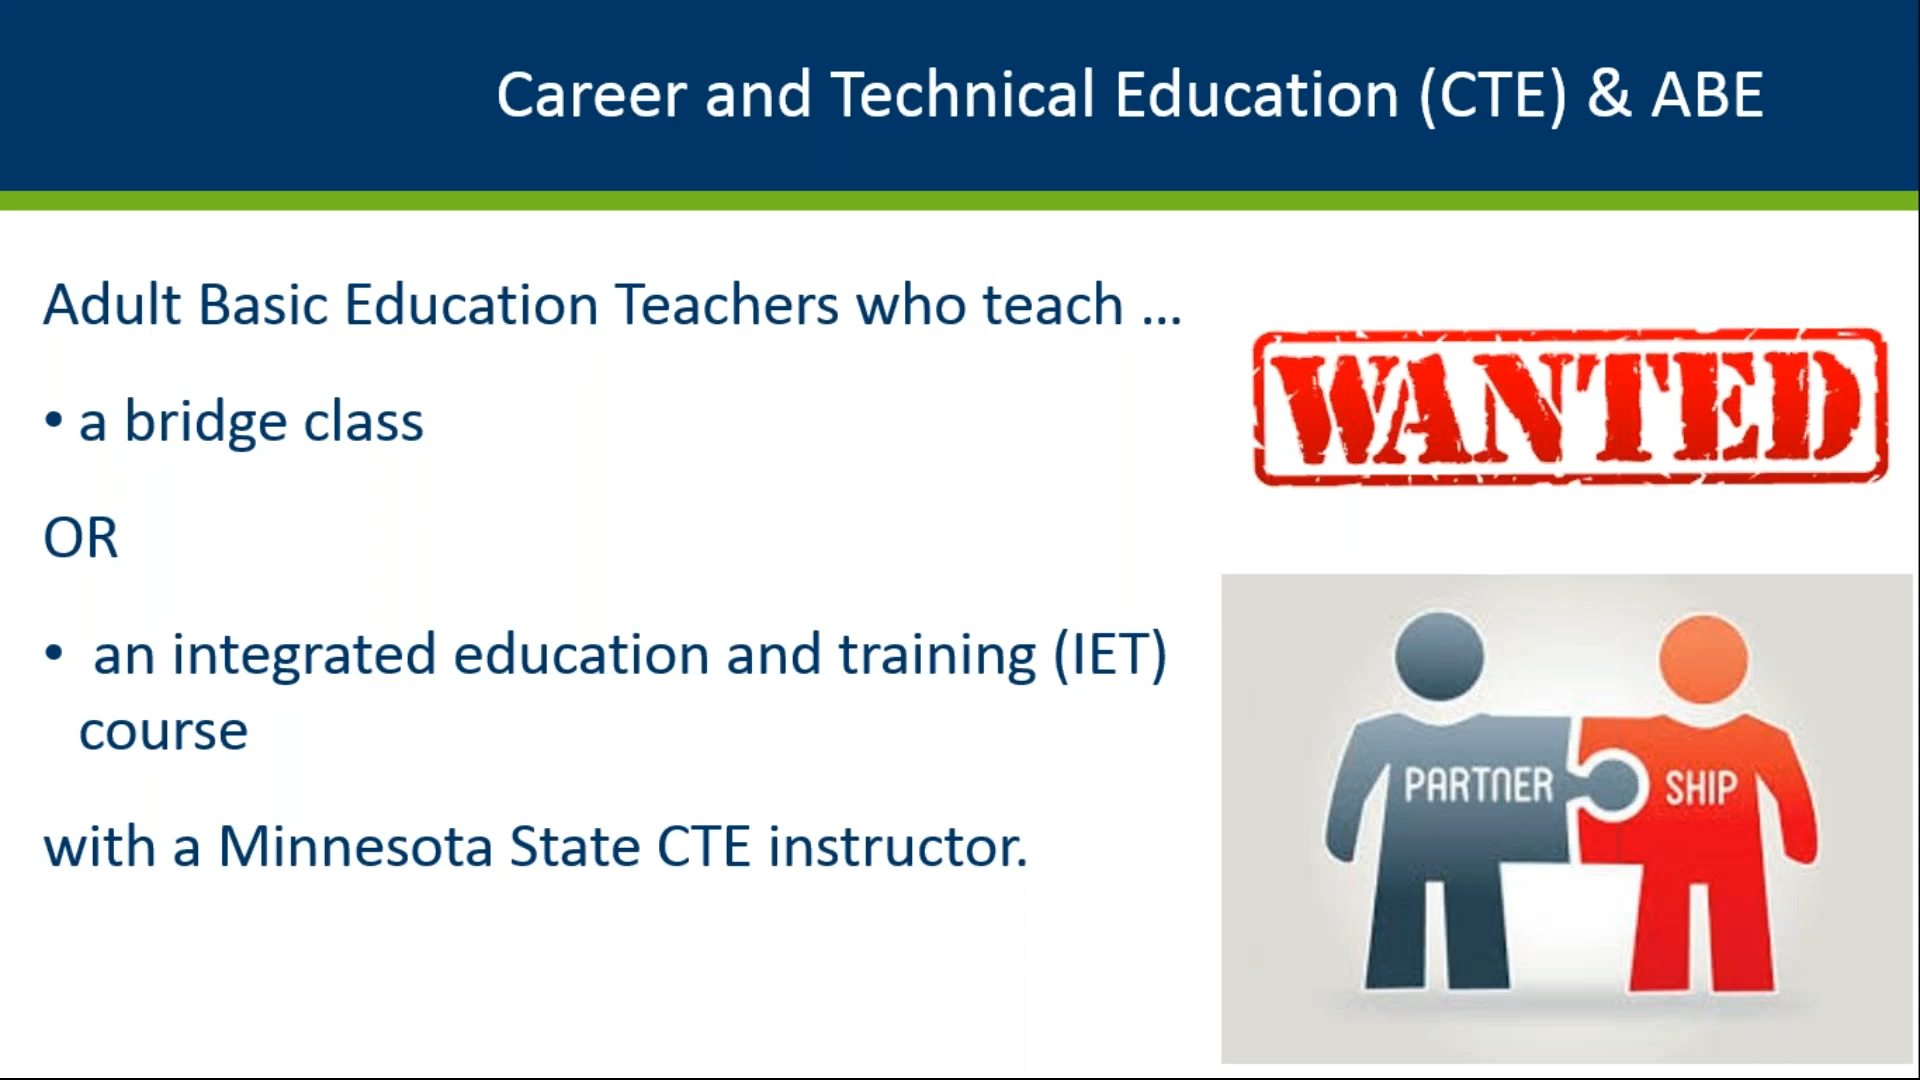 Career and Technical Education (CTE) & ABE
Adult Basic Education Teachers who teach ...
• a bridge class
OR
• an integrated education and training (IET)
course
with a Minnesota State CTE instructor.
WANTED
PARTNER SHIP